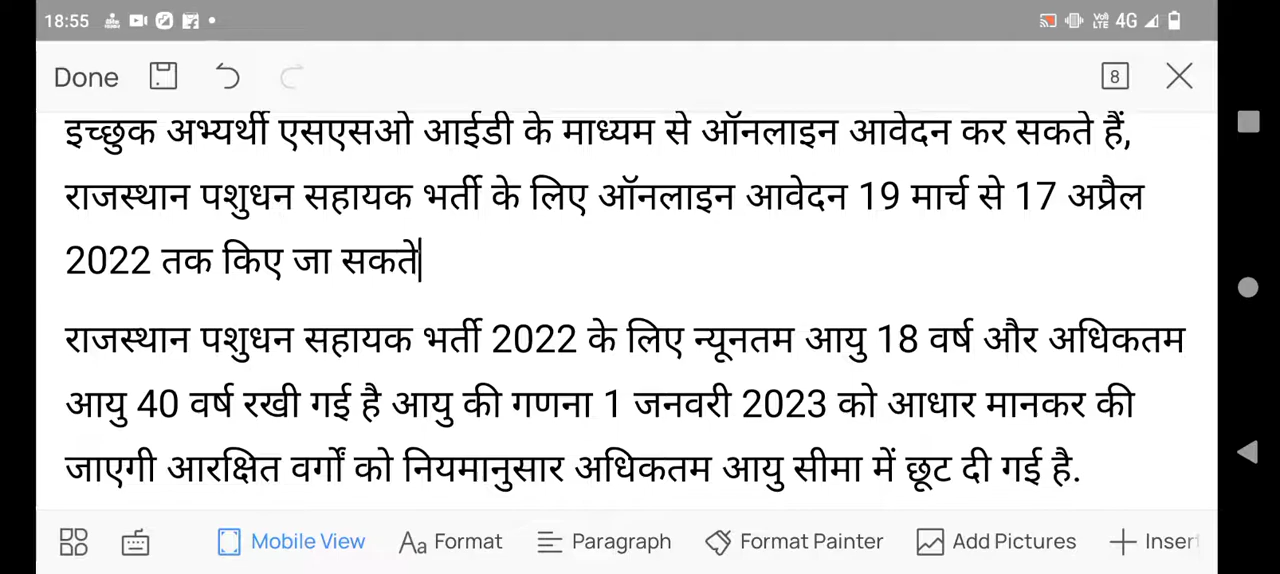 18:55
VoLTE 4G
Done
8
इच्छुक अभ्यर्थी एसएसओ आईडी के माध्यम से ऑनलाइन आवेदन कर सकते हैं,
राजस्थान पशुधन सहायक भर्ती के लिए ऑनलाइन आवेदन 19 मार्च से 17 अप्रैल
2022 तक किए जा सकते
राजस्थान पशुधन सहायक भर्ती 2022 के लिए न्यूनतम आयु 18 वर्ष और अधिकतम
आयु 40 वर्ष रखी गई है आयु की गणना 1 जनवरी 2023 को आधार मानकर की
जाएगी आरक्षित वर्गों को नियमानुसार अधिकतम आयु सीमा में छूट दी गई है.
Mobile View Aa Format Paragraph Format Painter Add Pictures Insert